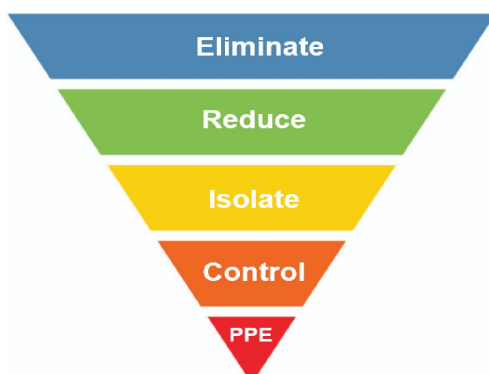 Eliminate
Reduce
Isolate
Control
PPE